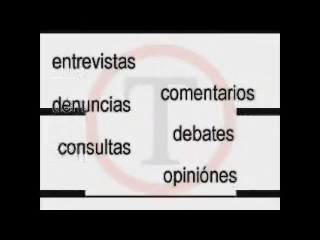 entrevistas
denuncias
consultas
comentarios
debates
opiniónes
T